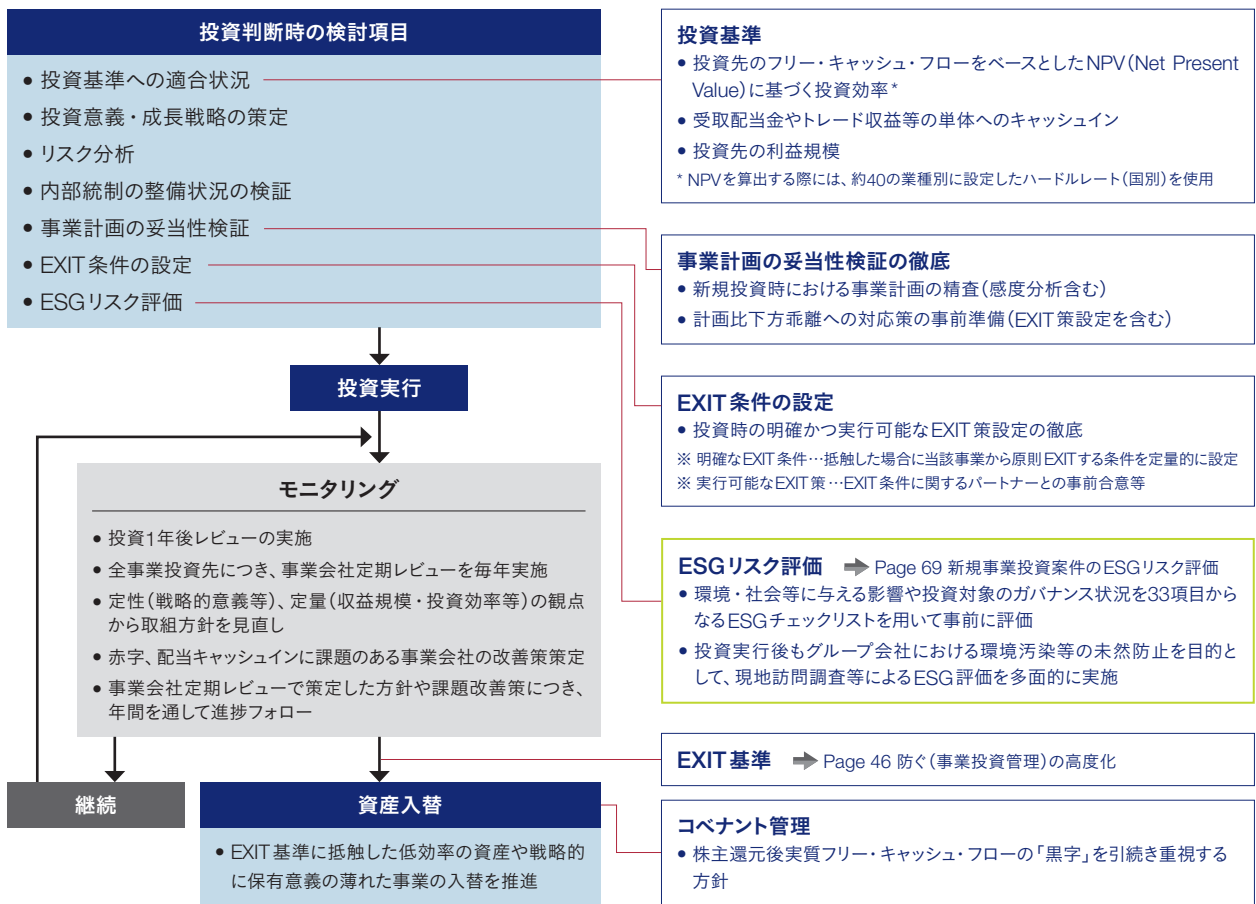 投資判断時の検討項目
● 投資基準への適合状況
● 投資意義・成長戦略の策定
● リスク分析
● 内部統制の整備状況の検証
● 事業計画の妥当性検証
● EXIT条件の設定
● ESGリスク評価
投資実行
モニタリング
● 投資1年後レビューの実施
● 全事業投資先につき、事業会社定期レビューを毎年実施
● 定性(戦略的意義等)、定量(収益規模・投資効率等)の観点
から取組方針を見直し
● 赤字、配当キャッシュインに課題のある事業会社の改善策策定
● 事業会社定期レビューで策定した方針や課題改善策につき、
年間を通して進捗フォロー
継続
資産入替
● EXIT基準に抵触した低効率の資産や戦略的
に保有意義の薄れた事業の入替を推進
投資基準
● 投資先のフリー・キャッシュ・フローをベースとしたNPV(Net Present
Value)に基づく投資効率*
● 受取配当金やトレード収益等の単体へのキャッシュイン
● 投資先の利益規模
* NPVを算出する際には、約40の業種別に設定したハードルレート(国別)を使用
事業計画の妥当性検証の徹底
● 新規投資時における事業計画の精査(感度分析含む)
● 計画比下方乖離への対応策の事前準備(EXIT策設定を含む)
EXIT条件の設定
● 投資時の明確かつ実行可能なEXIT策設定の徹底
※ 明確なEXIT条件…抵触した場合に当該事業から原則EXITする条件を定量的に設定
※ 実行可能なEXIT策…EXIT条件に関するパートナーとの事前合意等
ESGリスク評価 ➡ Page 69 新規事業投資案件のESGリスク評価
● 環境・社会等に与える影響や投資対象のガバナンス状況を33項目から
なるESGチェックリストを用いて事前に評価
● 投資実行後もグループ会社における環境汚染等の未然防止を目的と
して、現地訪問調査等によるESG評価を多面的に実施
EXIT基準 ➡ Page 46 防ぐ(事業投資管理)の高度化
コベナント管理
● 株主還元後実質フリー・キャッシュ・フローの「黒字」を引続き重視する
方針